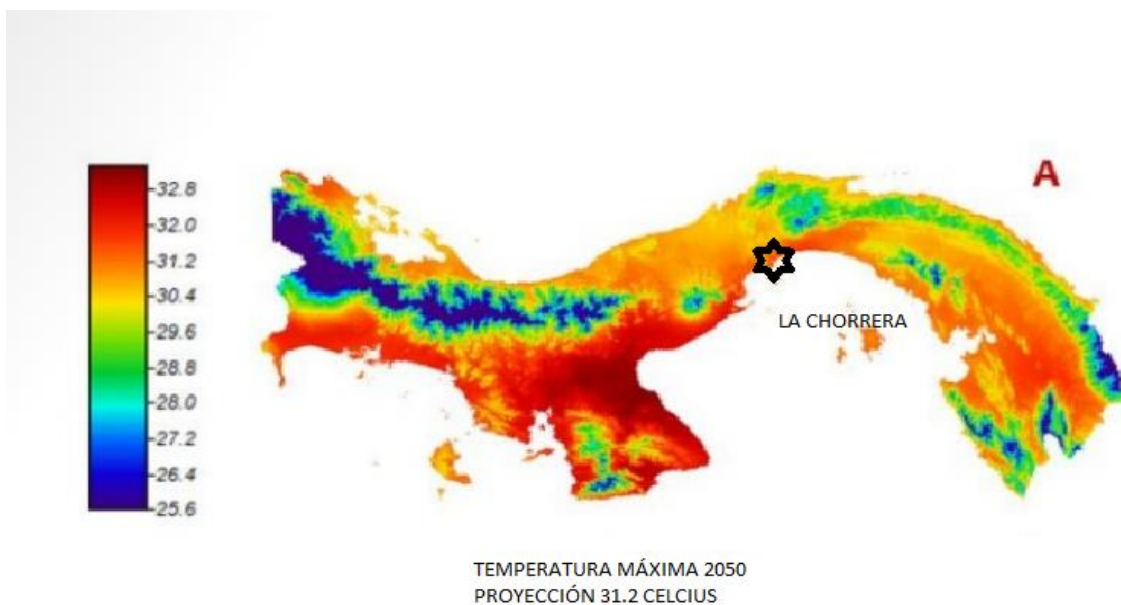 A
32.8
32.0
31.2
30.4
29.6
28.8
28.0
27.2
26.4
25.6
LA CHORRERA
TEMPERATURA MÁXIMA 2050
PROYECCIÓN 31.2 CELCIUS